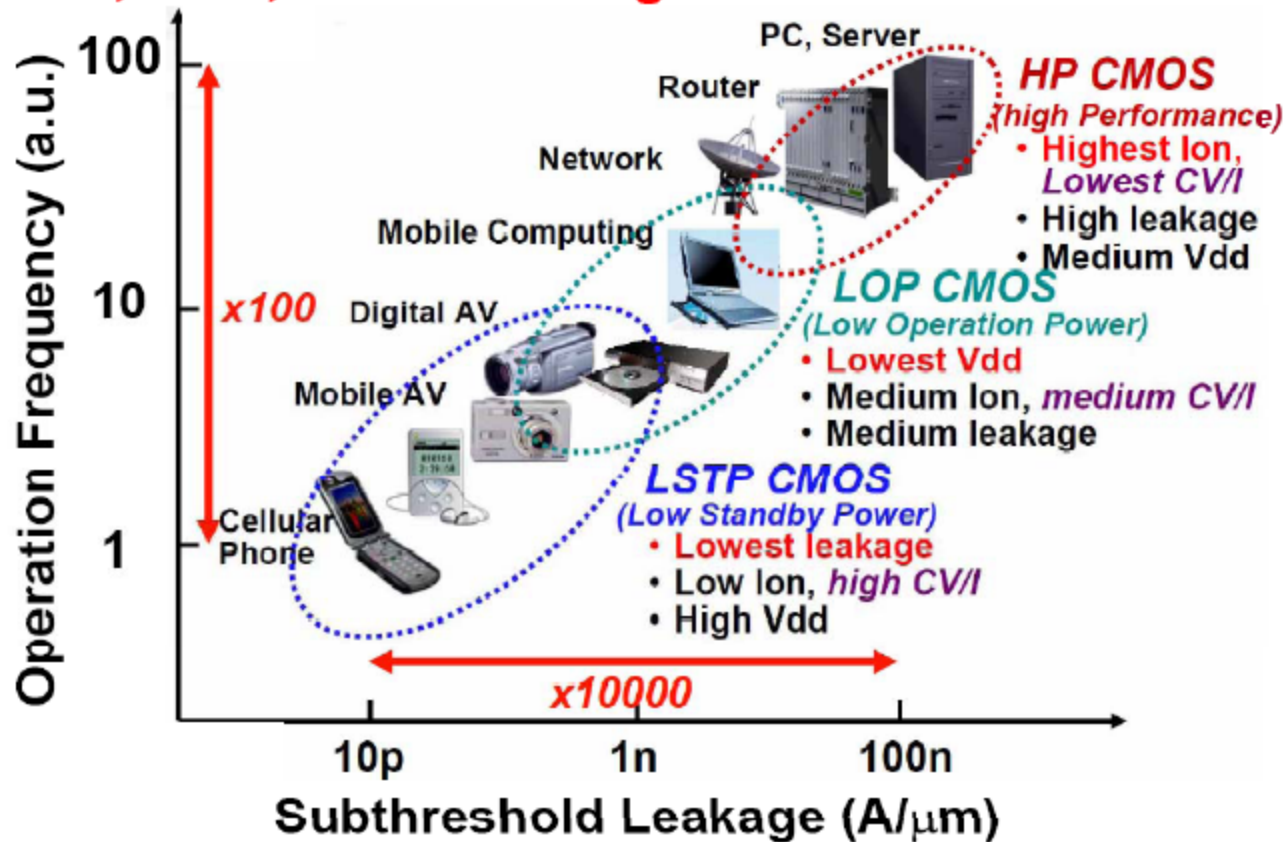 Operation Frequency (a.u.)
100
10
1
x100
PC, Server
Router
Network
Mobile Computing
Digital AV
Mobile AV
Cellular
Phone
HP CMOS
(high Performance)
• Highest Ion,
Lowest CV/I
• High leakage
• Medium Vdd
LOP CMOS
(Low Operation Power)
• Lowest Vdd
• Medium Ion, medium CV/I
• Medium leakage
LSTP CMOS
(Low Standby Power)
• Lowest leakage
• Low Ion, high CV/I
• High Vdd
x10000
10p
1n
100n
Subthreshold Leakage (A/μm)